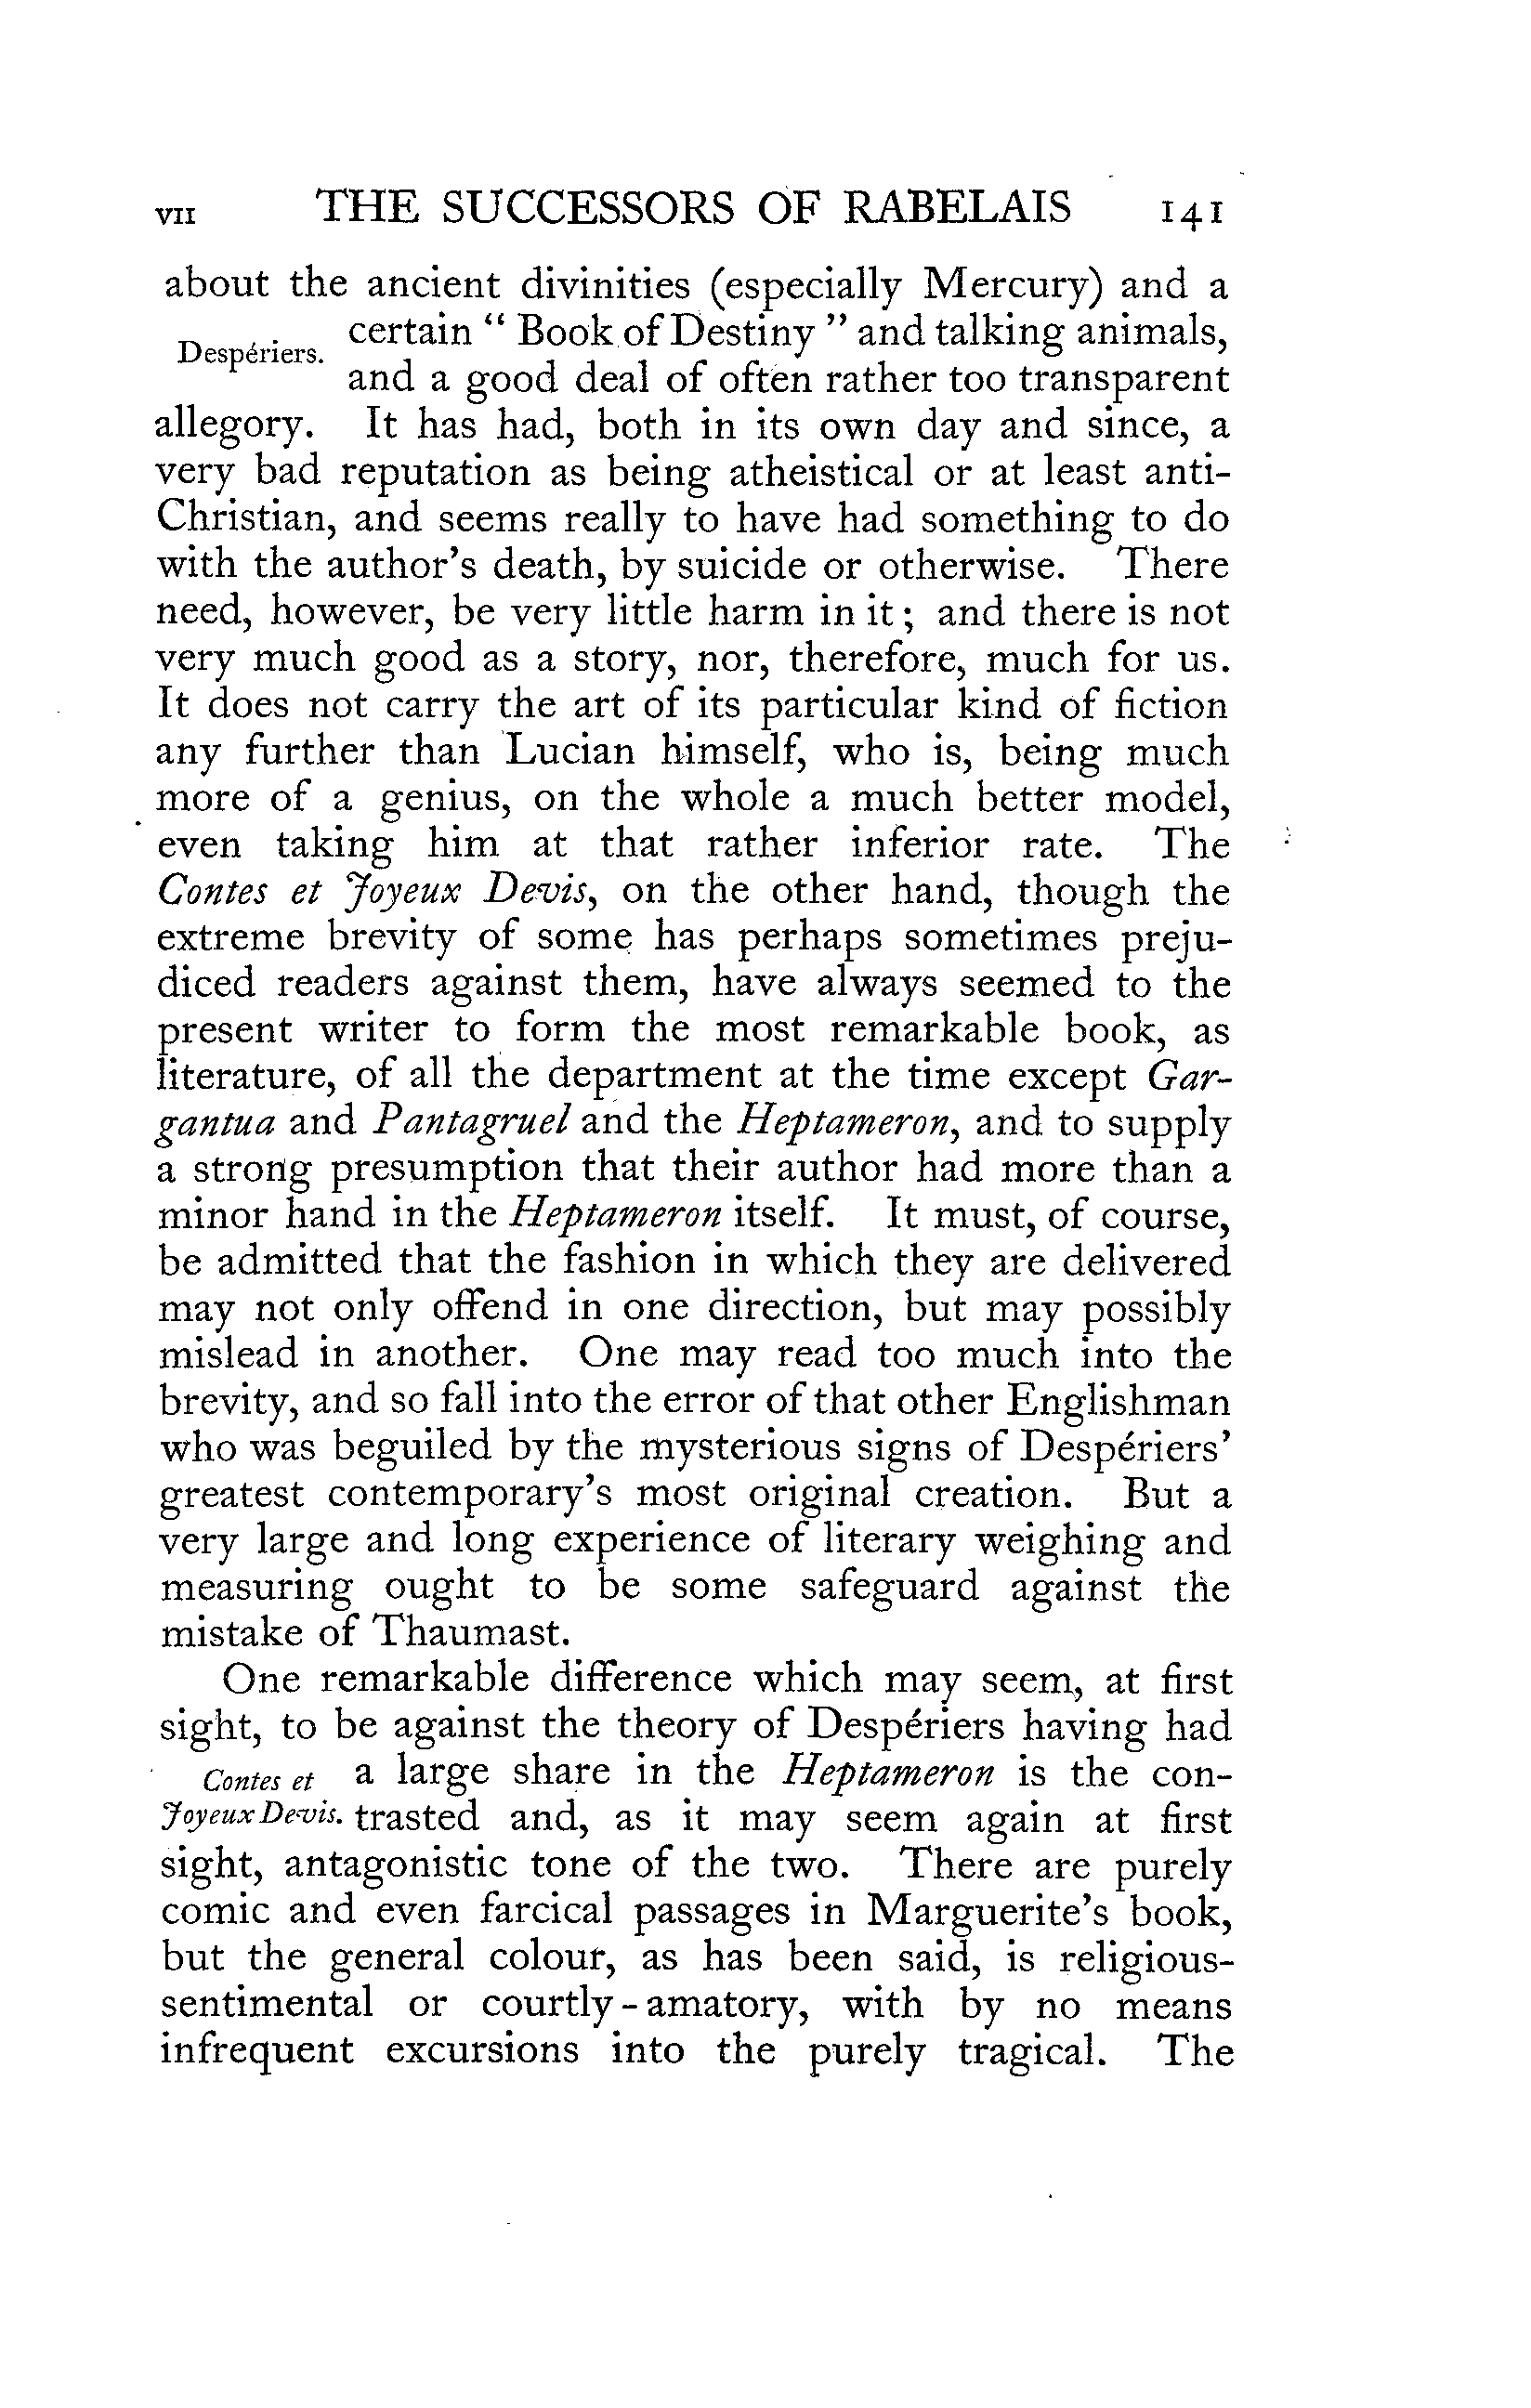 VII THE SUCCESSORS OF RABELAIS 141
about the ancient divinities (especially Mercury) and a
Despériers.
certain “ Book of Destiny ” and talking animals,
and a good deal of often rather too transparent
allegory. It has had, both in its own day and since, a
very bad reputation as being atheistical or at least anti-
Christian, and seems really to have had something to do
with the author's death, by suicide or otherwise. There
need, however, be very little harm in it ; and there is not
very much good as a story, nor, therefore, much for us.
It does not carry the art of its particular kind of fiction
any further than Lucian himself, who is, being much
more of a genius, on the whole a much better model,
even taking him at that rather inferior rate. The
Contes et Joyeux Devis, on the other hand, though the
extreme brevity of some has perhaps sometimes preju-
diced readers against them, have always seemed to the
present writer to form the most remarkable book, as
literature, of all the department at the time except Gar-
gantua and Pantagruel and the Heptameron, and to supply
a strong presumption that their author had more than a
minor hand in the Heptameron itself. It must, of course,
be admitted that the fashion in which they are delivered
may not only offend in one direction, but may possibly
mislead in another. One may read too much into the
brevity, and so fall into the error of that other Englishman
who was beguiled by the mysterious signs of Despériers'
greatest contemporary's most original creation. But a
very large and long experience of literary weighing and
measuring ought to be some safeguard against the
mistake of Thaumast.
One remarkable difference which may seem, at first
sight, to be against the theory of Despériers having had
Contes et
Joyeux Devis.
a large share in the Heptameron is the con-
trasted and, as it may seem again at first
sight, antagonistic tone of the two. There are purely
comic and even farcical passages in Marguerite's book,
but the general colour, as has been said, is religious-
sentimental or courtly - amatory, with by no means
infrequent excursions into the purely tragical. The